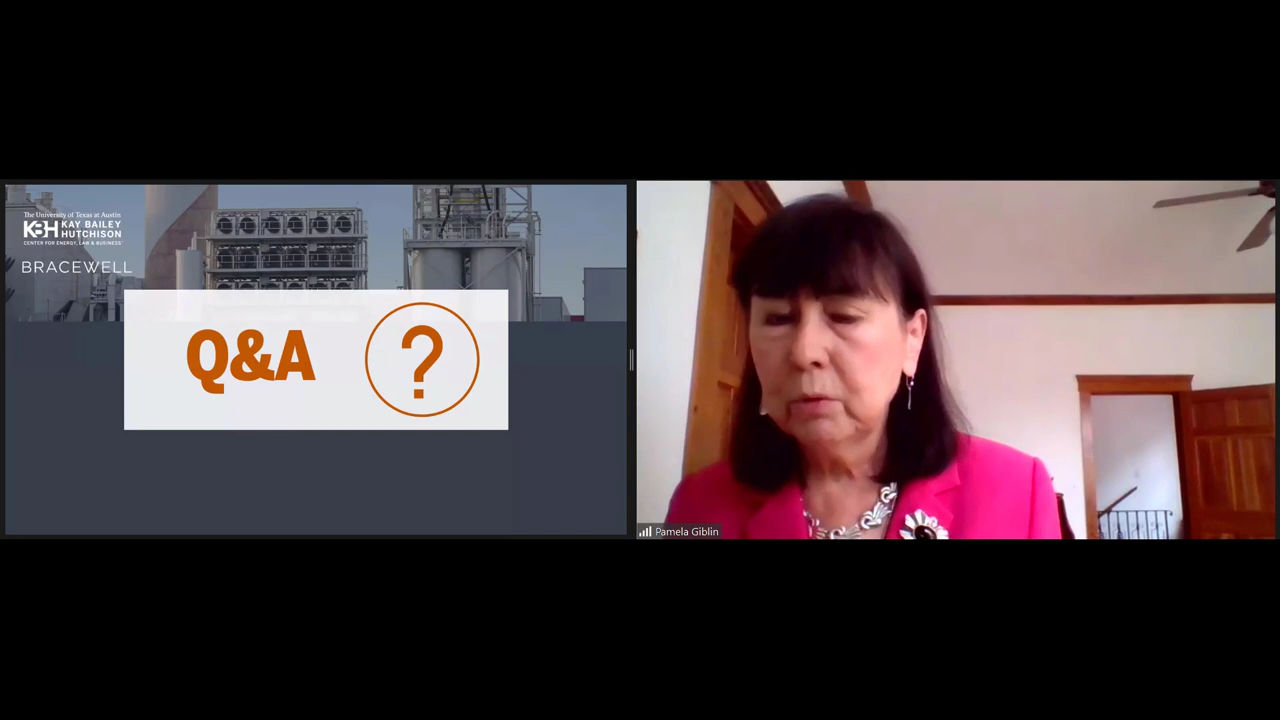 The University of Texas at Austin
KBH KAY BAILEY
HUTCHISON
CENTER FOR ENERGY, LAW & BUSINESS
BRACEWELL
Q&A ?
Pamela Giblin